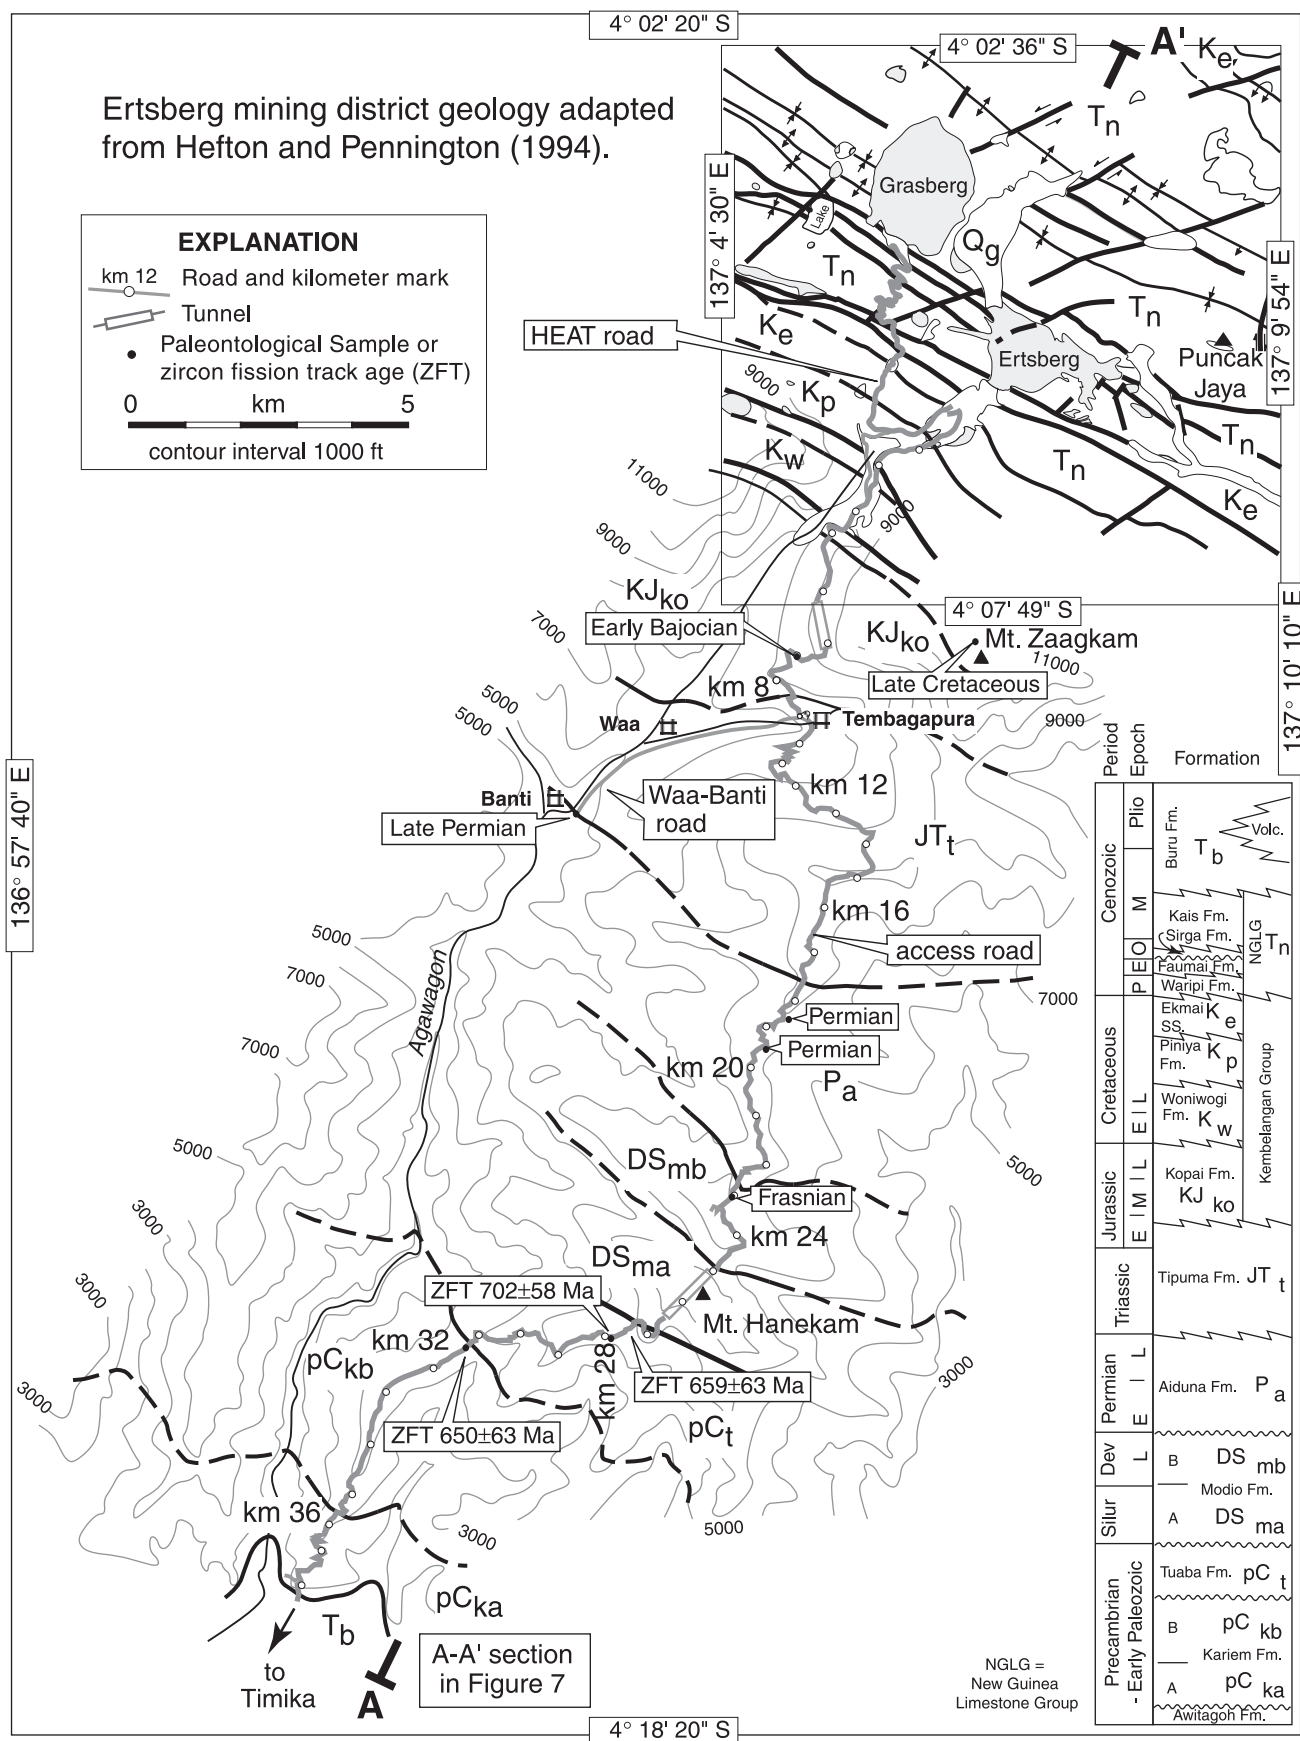 4° 02' 20" S
4° 02' 36" S
A'
Ertsberg mining district geology adapted
from Hefton and Pennington (1994).
EXPLANATION
km 12 Road and kilometer mark
Tunnel
Paleontological Sample or
zircon fission track age (ZFT)
0 km 5
contour interval 1000 ft
137° 4' 30" E
137° 9' 54" E
137° 10' 10" E
136° 57' 40" E
Ke
Tn
Grasberg
Lake
Qg
Tn
Ke
Tn
HEAT road
Ertsberg
Puncak
Jaya
9000
Kp
Kw
Tn
Tn
Ke
11000
9000
9000
KJko
4° 07' 49" S
7000
Early Bajocian
KJko
Mt. Zaagkam
11000
km 8
Late Cretaceous
5000
5000
Waa
Tembagapura
9000
Banti
km 12
Late Permian
Waa-Banti
road
JTt
km 16
5000
access road
7000
7000
Agawagon
Permian
7000
Permian
km 20
Pa
5000
DSmb
5000
Frasnian
3000
km 24
DSma
3000
ZFT 702±58 Ma
Mt. Hanekam
km 32
pCkb
km 28
ZFT 659±63 Ma
3000
3000
ZFT 650±63 Ma
pCt
km 36
3000
5000
pCka
Tb
to
Timika
A
A-A' section
in Figure 7
4° 18' 20" S
NGLG =
New Guinea
Limestone Group
Period Epoch Formation
Cenozoic
Plio
M
O
E
P
Buru Fm.
Tb
Volc.
Kais Fm.
Sirga Fm.
Faumai Fm.
Waripi Fm.
NGLG
Tn
Cretaceous
L
E
Ekmai Ke
SS.
Piniya Kp
Fm.
Woniwogi
Fm. Kw
Kembelangan Group
Jurassic
L
M
E
Kopai Fm.
KJko
Triassic
Tipuma Fm. JTt
Permian
L
E
Aiduna Fm. Pa
Dev
L
B DSmb
Modio Fm.
Silur
A DSma
Precambrian
- Early Paleozoic
Tuaba Fm. pCt
B pCkb
Kariem Fm.
A pCka
Awitagoh Fm.